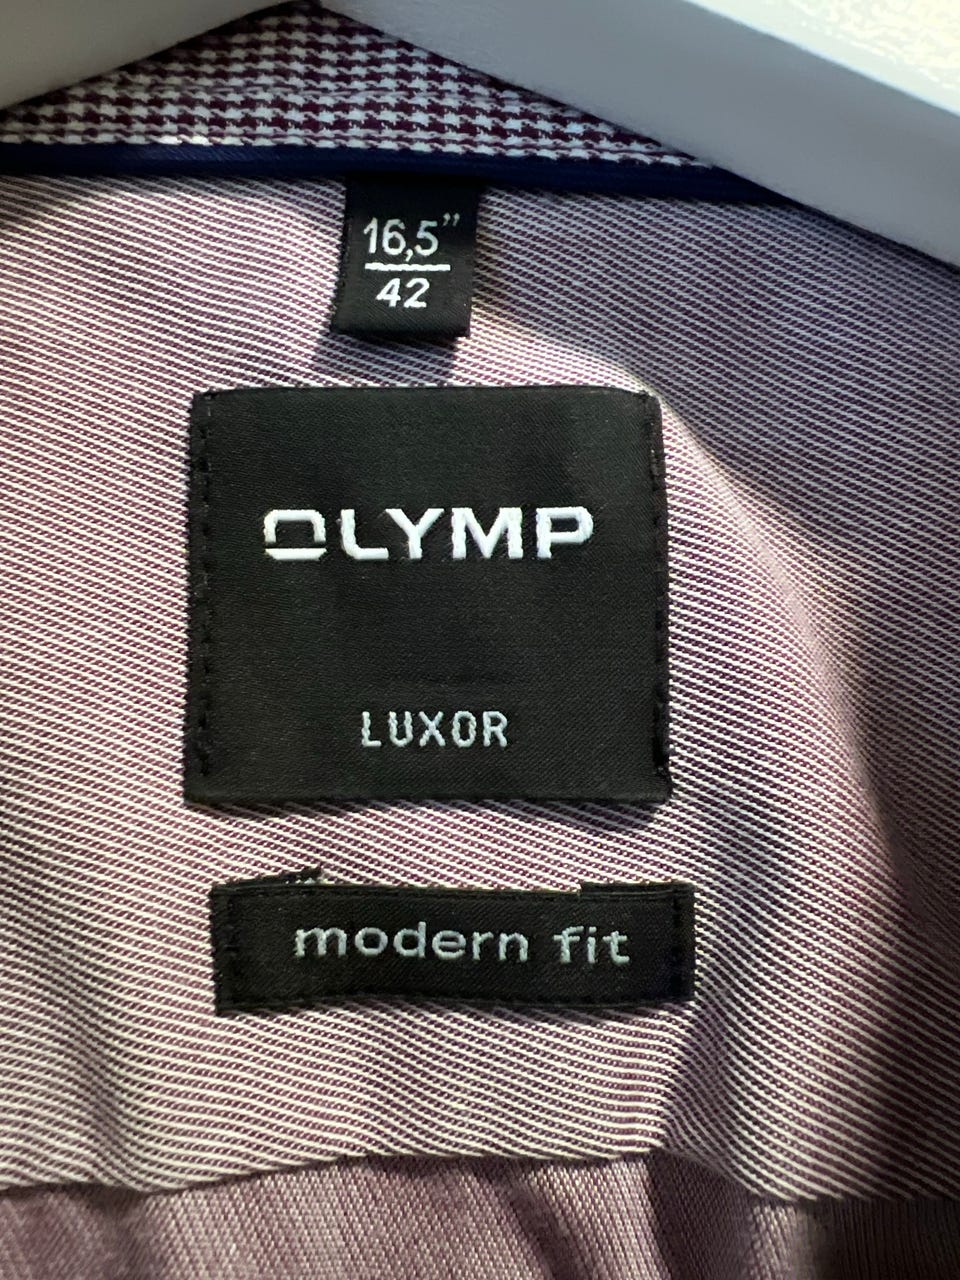 16,5”
42
OLYMP
LUXOR
modern fit